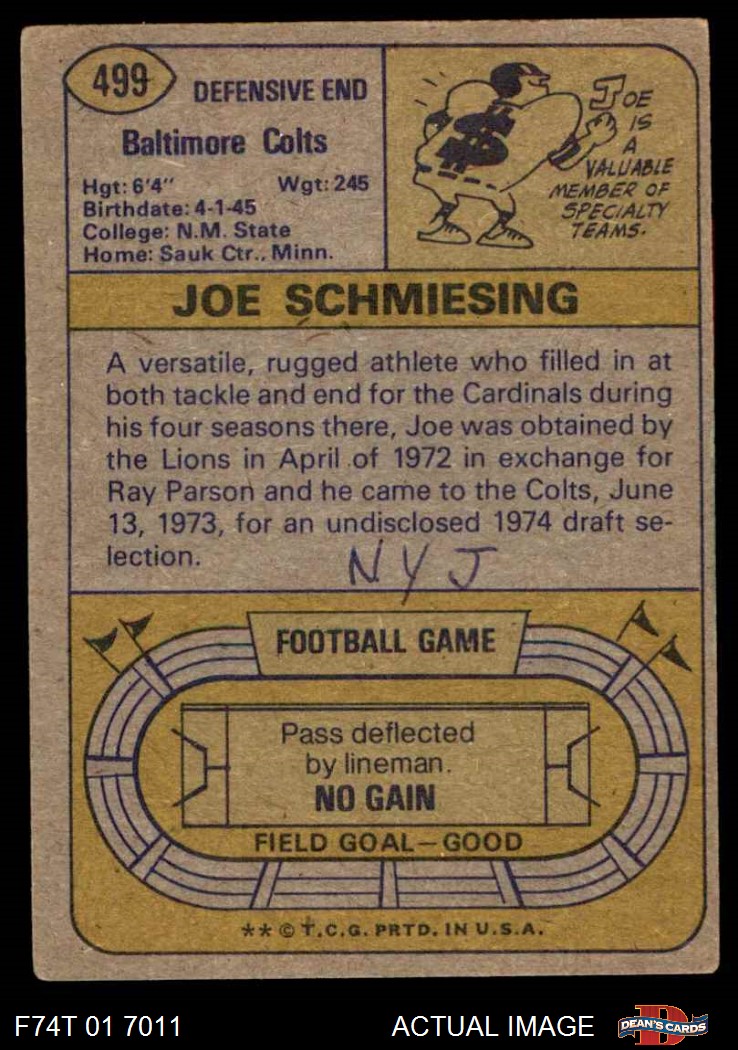 499
DEFENSIVE END
Baltimore Colts
Hgt: 6'4" Wgt: 245
Birthdate: 4-1-45
College: N.M. State
Home: Sauk Ctr., Minn.
JOE
IS
A
VALUABLE
MEMBER OF
SPECIALTY
TEAMS.
$
JOE SCHMIESING
A versatile, rugged athlete who filled in at
both tackle and end for the Cardinals during
his four seasons there, Joe was obtained by
the Lions in April of 1972 in exchange for
Ray Parson and he came to the Colts, June
13, 1973, for an undisclosed 1974 draft se-
lection.
NYJ
FOOTBALL GAME
Pass deflected
by lineman.
NO GAIN
FIELD GOAL—GOOD
** © T.C.G. PRTD. IN U.S.A.
F74T 01 7011
ACTUAL IMAGE
D
DEAN'S CARDS